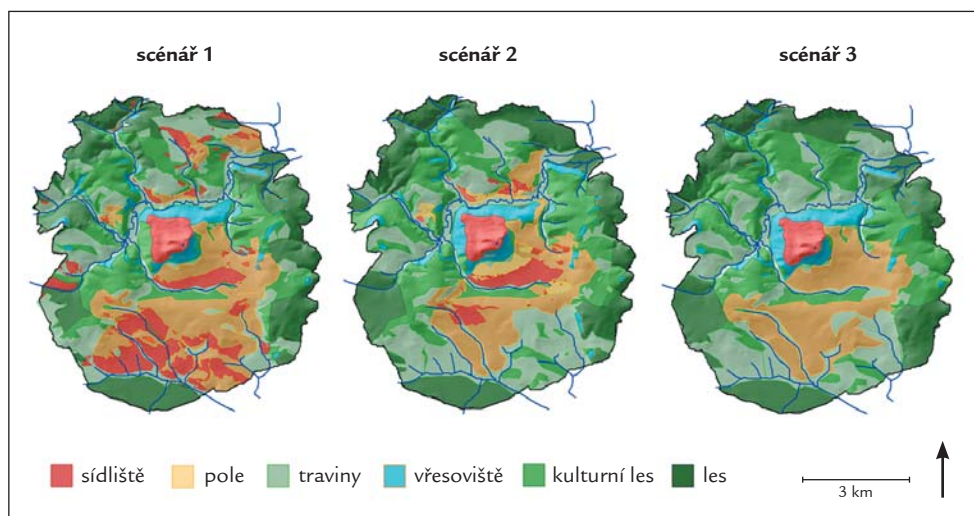 scénář 1 scénář 2 scénář 3
sídliště pole traviny vřesoviště kulturní les les
3 km